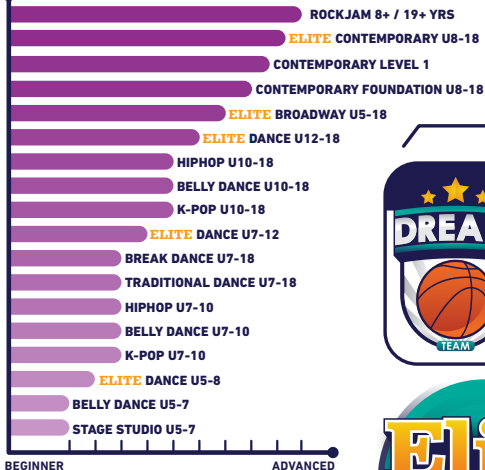 ROCKJAM 8+ / 19+ YRS
ELITE CONTEMPORARY U8-18
CONTEMPORARY LEVEL 1
CONTEMPORARY FOUNDATION U8-18
ELITE BROADWAY U5-18
ELITE DANCE U12-18
HIPHOP U10-18
BELLY DANCE U10-18
K-POP U10-18
ELITE DANCE U7-12
BREAK DANCE U7-18
TRADITIONAL DANCE U7-18
HIPHOP U7-10
BELLY DANCE U7-10
K-POP U7-10
ELITE DANCE U5-8
BELLY DANCE U5-7
STAGE STUDIO U5-7
BEGINNER ADVANCED
DREA
TEAM
Eli